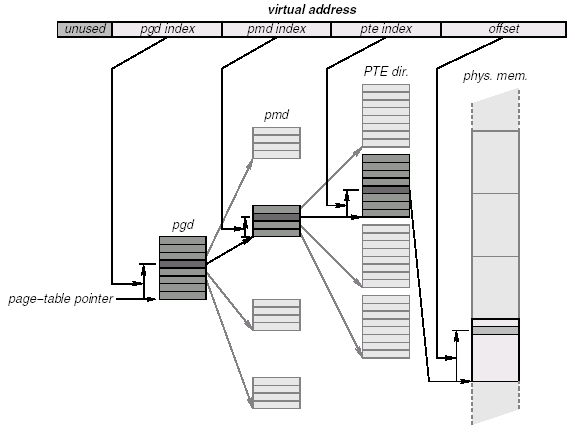 virtual address
unused pgd index pmd index pte index offset
PTE dir.
phys. mem.
pmd
pgd
page-table pointer